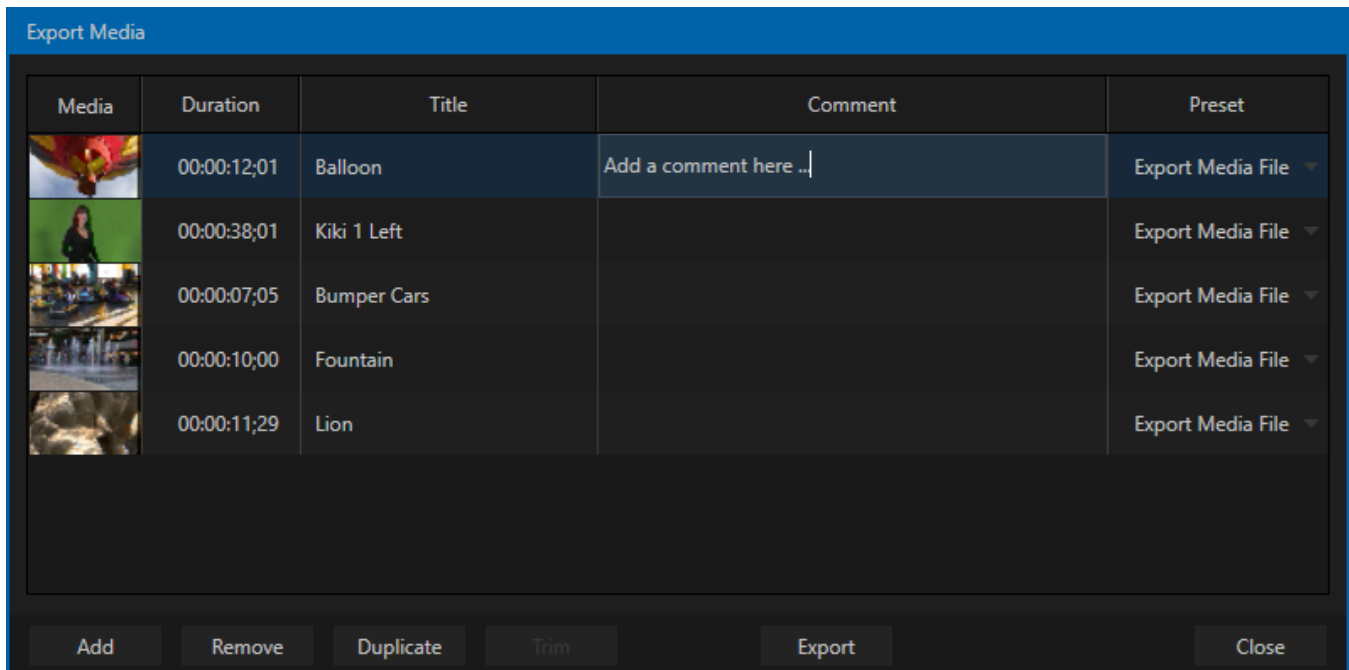 Export Media
Media Duration Title Comment Preset
00:00:12;01 Balloon Add a comment here ... Export Media File
00:00:38;01 Kiki 1 Left Export Media File
00:00:07;05 Bumper Cars Export Media File
00:00:10;00 Fountain Export Media File
00:00:11;29 Lion Export Media File
Add Remove Duplicate Trim Export Close